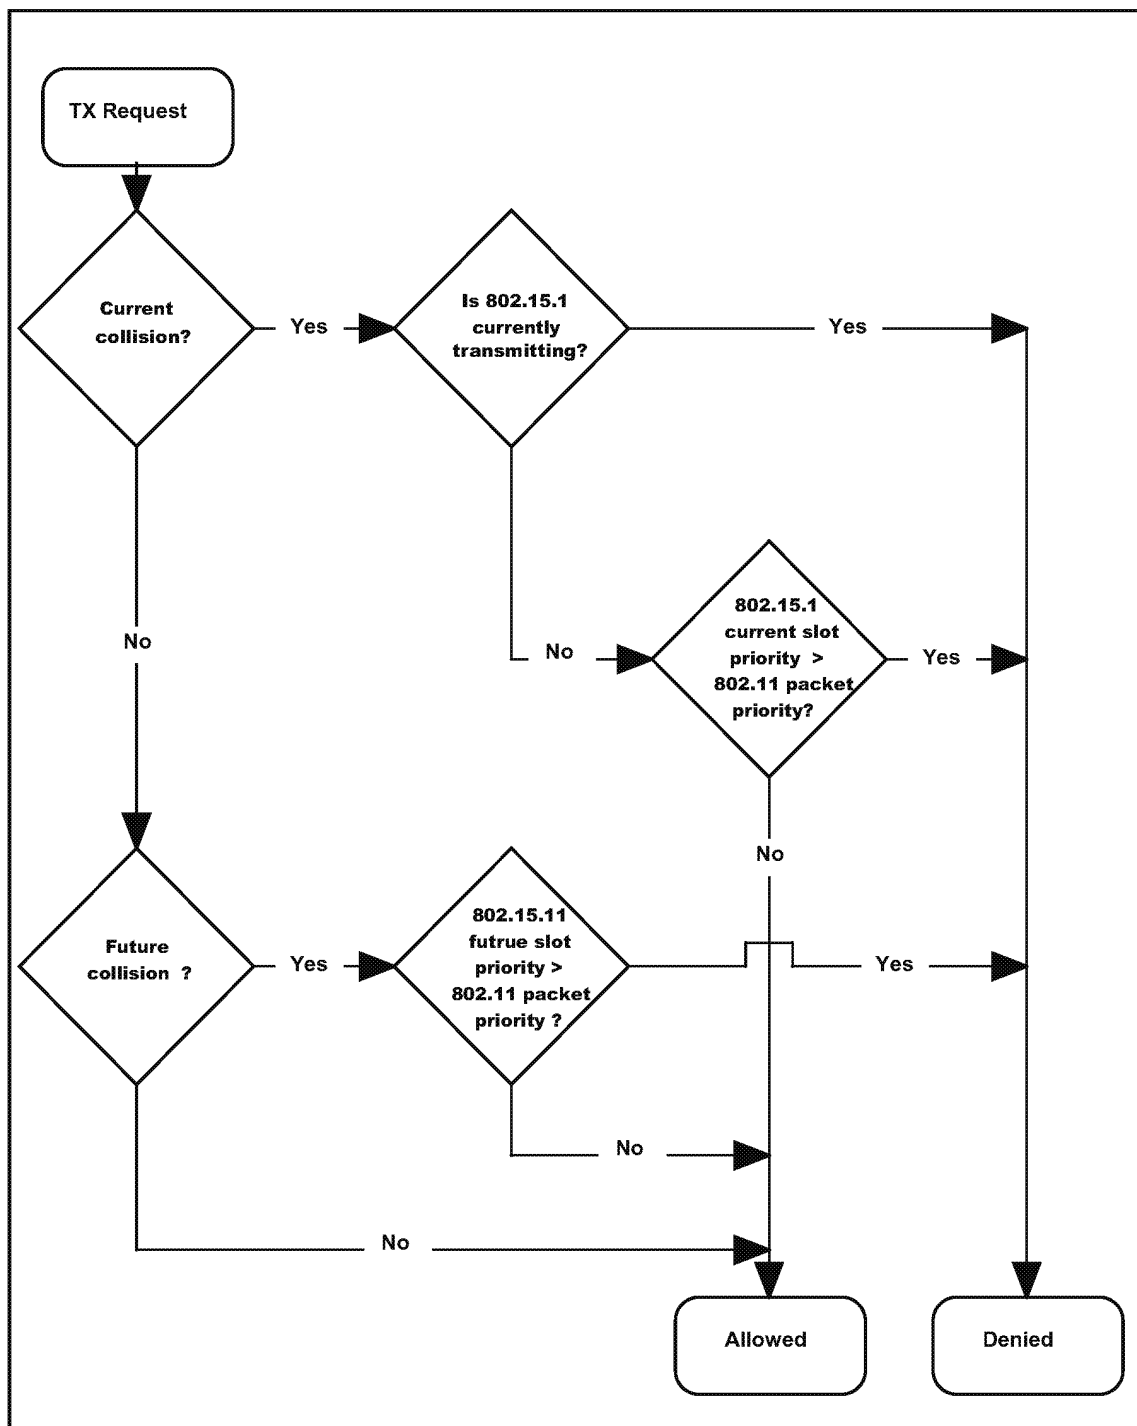 TX Request
Current
collision?
Yes
Is 802.15.1
currently
transmitting?
Yes
No
No
802.15.1
current slot
priority >
802.11 packet
priority?
Yes
No
Future
collision ?
Yes
802.15.11
futrue slot
priority >
802.11 packet
priority ?
Yes
No
No
Allowed
Denied